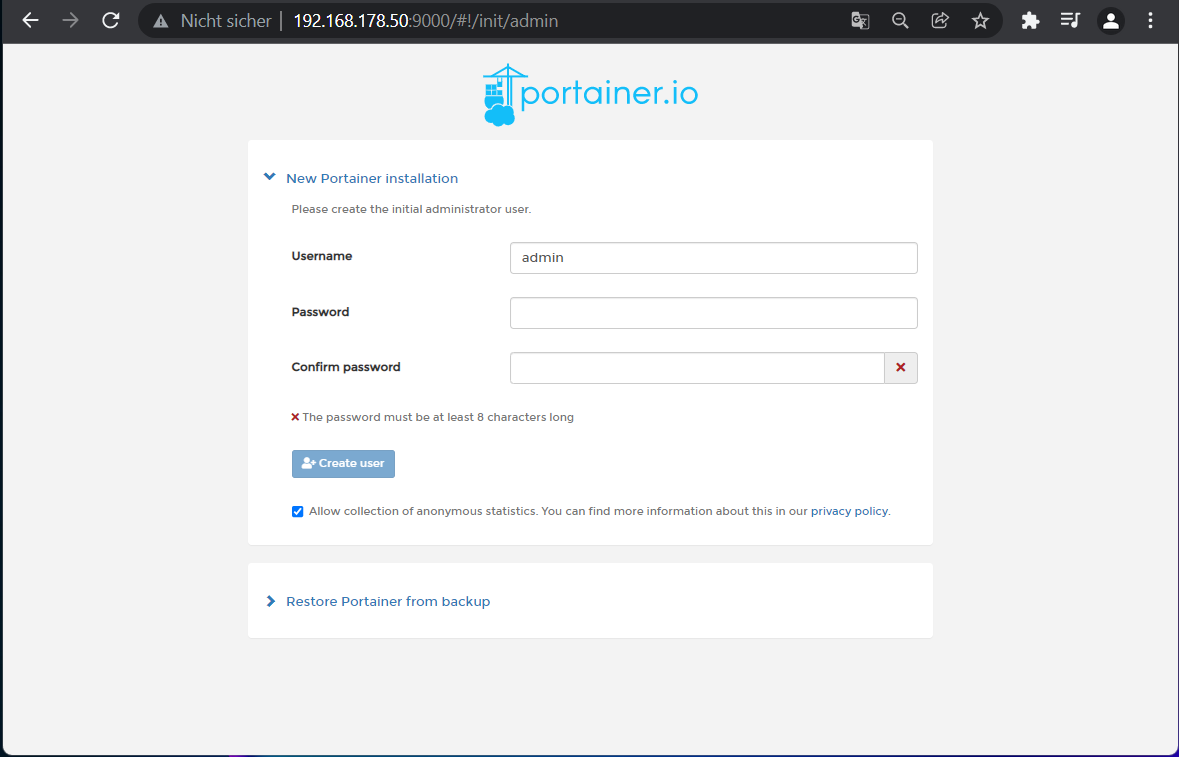 Nicht sicher | 192.168.178.50:9000/#!/init/admin
portainer.io
New Portainer installation
Please create the initial administrator user.
Username
admin
Password
Confirm password
The password must be at least 8 characters long
Create user
Allow collection of anonymous statistics. You can find more information about this in our privacy policy.
Restore Portainer from backup